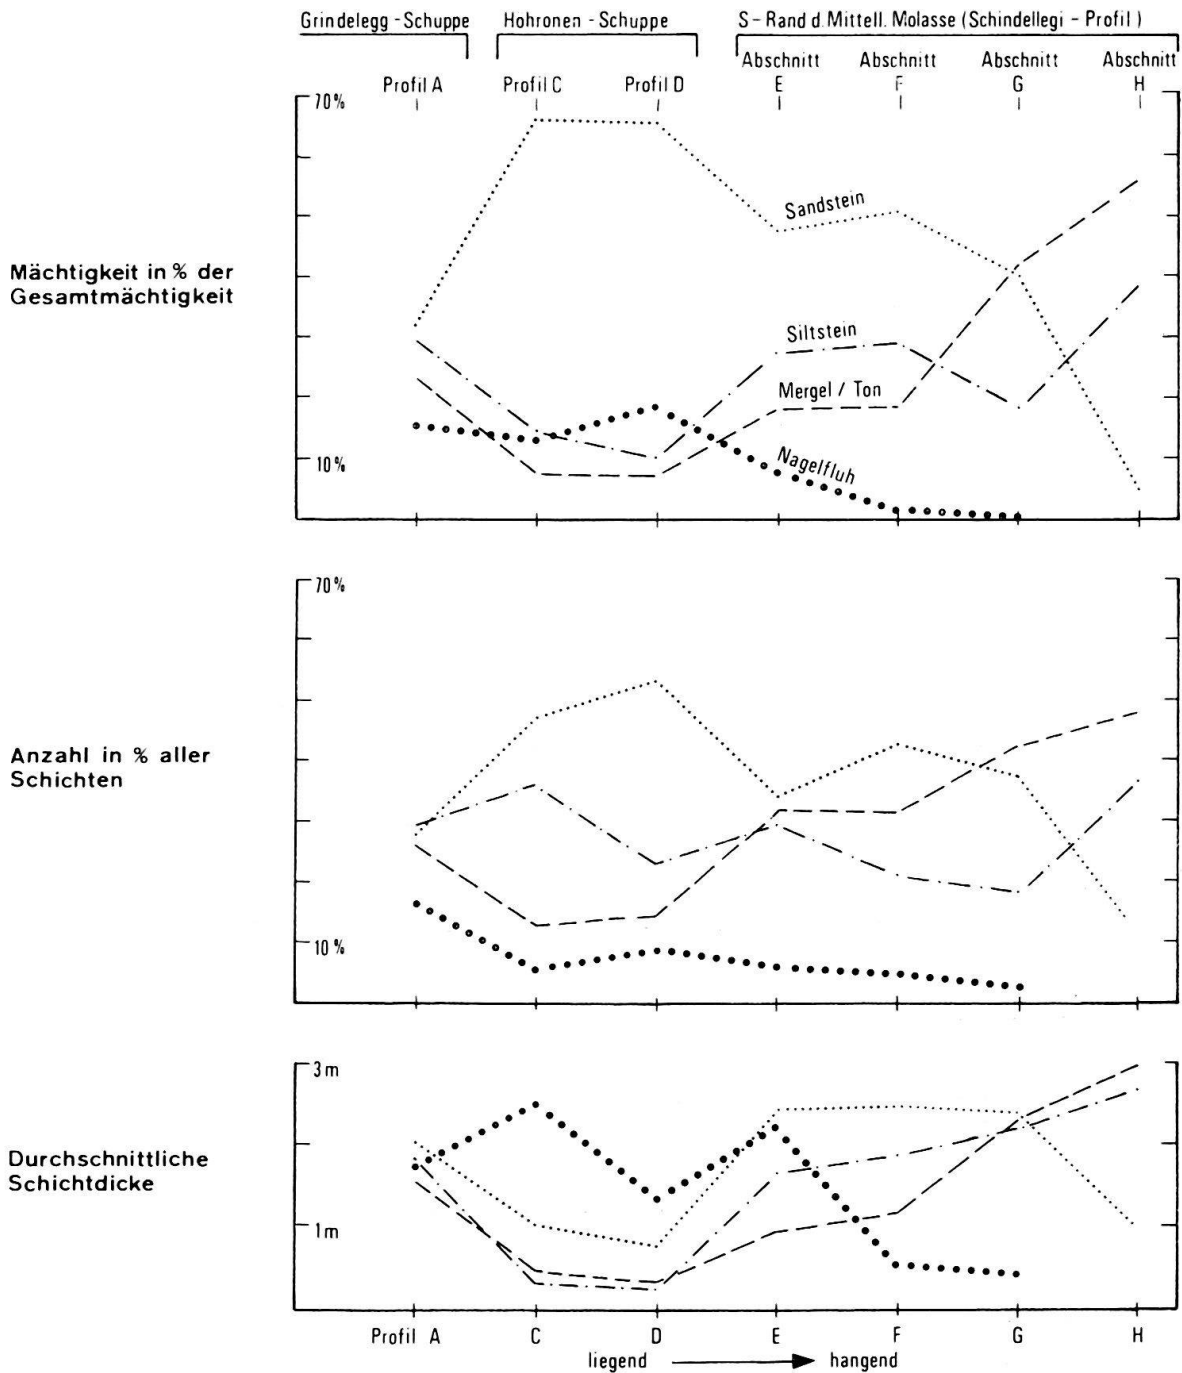 Grindelegg - Schuppe
Hohronen - Schuppe
S - Rand d. Mittell. Molasse (Schindellegi - Profil )
Profil A
Profil C
Profil D
Abschnitt
E
Abschnitt
F
Abschnitt
G
Abschnitt
H
70%
Sandstein
Mächtigkeit in % der
Gesamtmächtigkeit
Siltstein
Mergel / Ton
Nagelfluh
10%
70%
Anzahl in % aller
Schichten
10%
3m
Durchschnittliche
Schichtdicke
1m
Profil A C D E F G H
liegend hangend